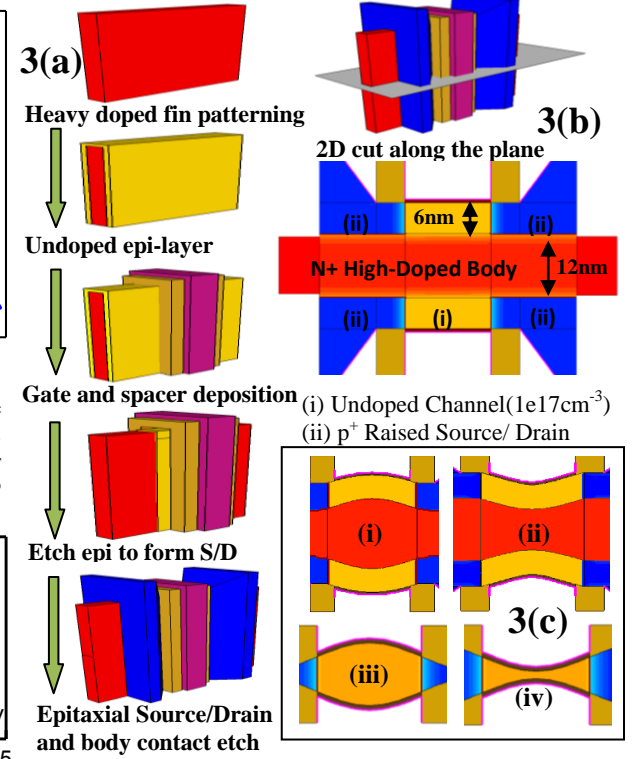 3(a)
Heavy doped fin patterning
Undoped epi-layer
Gate and spacer deposition
Etch epi to form S/D
Epitaxial Source/Drain
and body contact etch
3(b)
2D cut along the plane
(ii) 6nm (ii)
N+ High-Doped Body 12nm
(ii) (i) (ii)
(i) Undoped Channel(1e17cm-3)
(ii) p+ Raised Source/ Drain
(i) (ii)
3(c)
(iii) (iv)
5